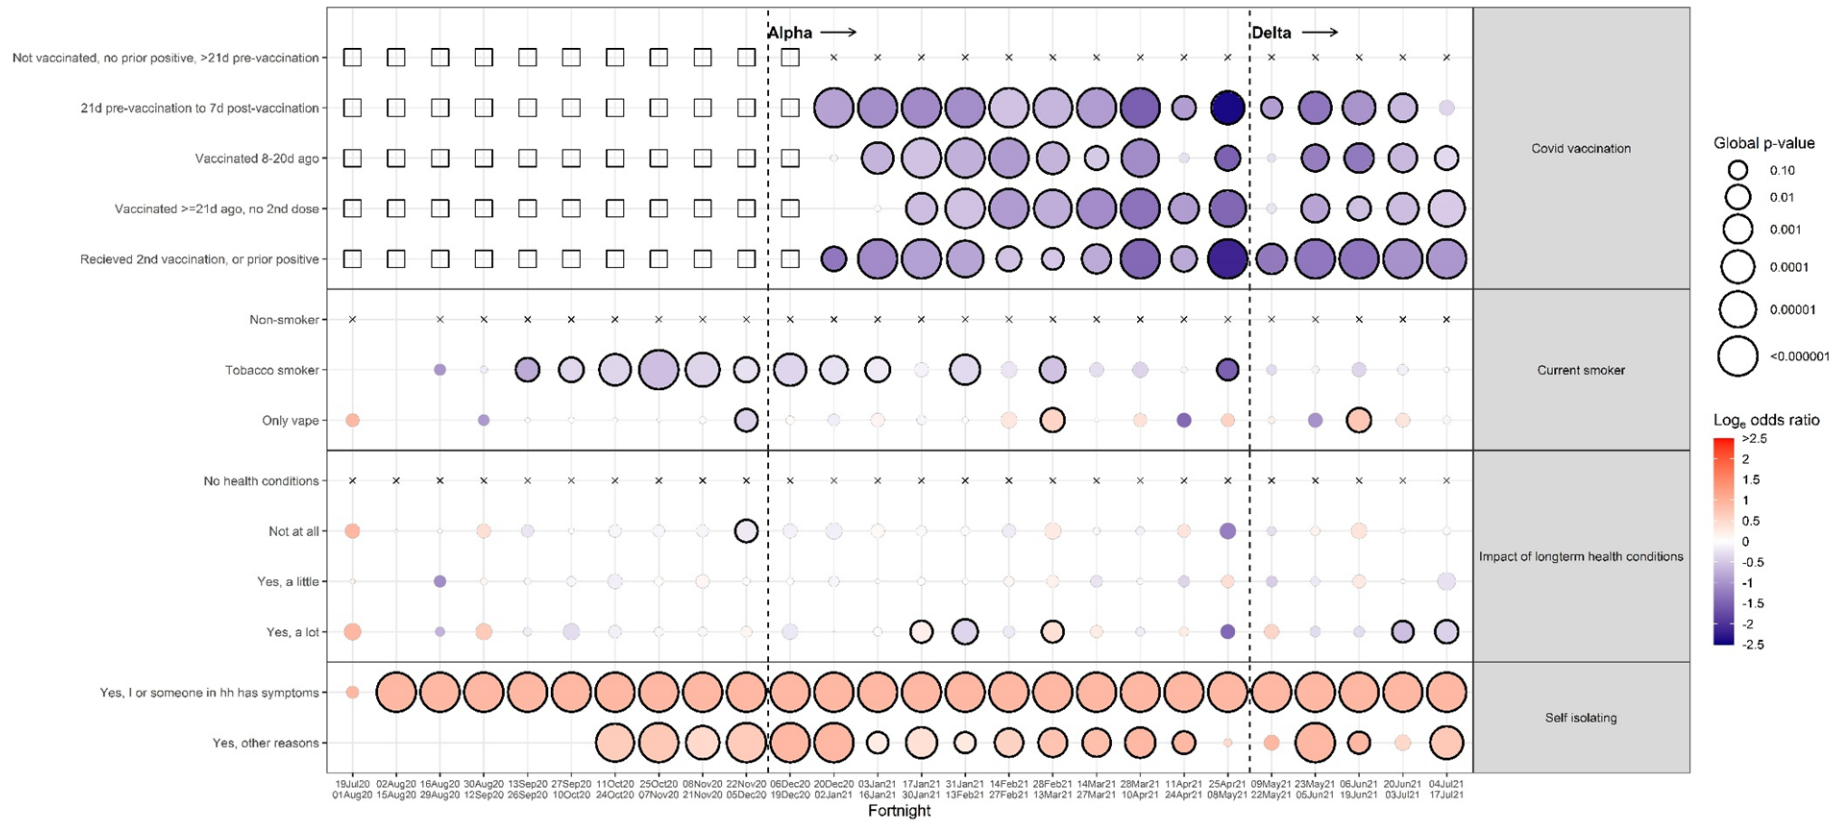 Alpha → Delta →
Not vaccinated, no prior positive, >21d pre-vaccination
21d pre-vaccination to 7d post-vaccination
Vaccinated 8-20d ago
Vaccinated >=21d ago, no 2nd dose
Recieved 2nd vaccination, or prior positive
Covid vaccination
Non-smoker
Tobacco smoker
Only vape
Current smoker
No health conditions
Not at all
Yes, a little
Yes, a lot
Impact of longterm health conditions
Yes, I or someone in hh has symptoms
Yes, other reasons
Self isolating
19Jul20 02Aug20 16Aug20 30Aug20 13Sep20 27Sep20 11Oct20 25Oct20 08Nov20 22Nov20 06Dec20 20Dec20 03Jan21 17Jan21 31Jan21 14Feb21 28Feb21 14Mar21 28Mar21 11Apr21 25Apr21 09May21 23May21 06Jun21 20Jun21 04Jul21
01Aug20 15Aug20 29Aug20 12Sep20 26Sep20 10Oct20 24Oct20 07Nov20 21Nov20 05Dec20 19Dec20 02Jan21 16Jan21 30Jan21 13Feb21 27Feb21 13Mar21 27Mar21 10Apr21 24Apr21 08May21 22May21 05Jun21 19Jun21 03Jul21 17Jul21
Fortnight
Global p-value
0.10
0.01
0.001
0.0001
0.00001
<0.000001
Logₑ odds ratio
>2.5
2
1.5
1
0.5
0
-0.5
-1
-1.5
-2
-2.5